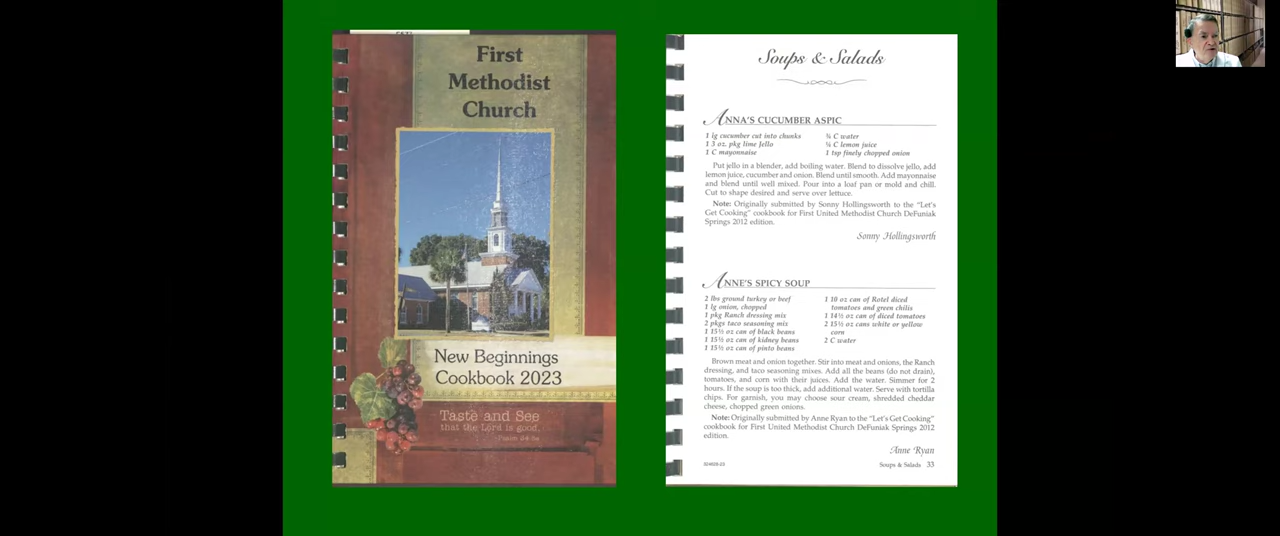 First
Methodist
Church
New Beginnings
Cookbook 2023
Taste and See
that the Lord is good.
Soups & Salads
ANNA'S CUCUMBER ASPIC
1 lg cucumber cut into chunks
1 3 oz. pkg lime Jello
1 C mayonnaise
¾ C water
¼ C lemon juice
1 tsp finely chopped onion
Put jello in a blender, add boiling water. Blend to dissolve jello, add
lemon juice, cucumber and onion. Blend until smooth. Add mayonnaise
and blend until well mixed. Pour into a loaf pan or mold and chill.
Cut to shape desired and serve over lettuce.
Note: Originally submitted by Sonny Hollingsworth to the "Let's
Get Cooking" cookbook for First United Methodist Church DeFuniak
Springs 2012 edition.
Sonny Hollingsworth
ANNE'S SPICY SOUP
2 lbs ground turkey or beef
1 lg onion, chopped
1 pkg Ranch dressing mix
2 pkgs taco seasoning mix
1 15½ oz can of black beans
1 15½ oz can of kidney beans
1 15½ oz can of pinto beans
1 10 oz can of Rotel diced
tomatoes and green chilis
1 14½ oz can of diced tomatoes
2 15½ oz cans white or yellow
corn
2 C water
Brown meat and onion together. Stir into meat and onions, the Ranch
dressing, and taco seasoning mixes. Add all the beans (do not drain),
tomatoes, and corn with their juices. Add the water. Simmer for 2
hours. If the soup is too thick, add additional water. Serve with tortilla
chips. For garnish, you may choose sour cream, shredded cheddar
cheese, chopped green onions.
Note: Originally submitted by Anne Ryan to the "Let's Get Cooking"
cookbook for First United Methodist Church DeFuniak Springs 2012
edition.
Anne Ryan
Soups & Salads 33